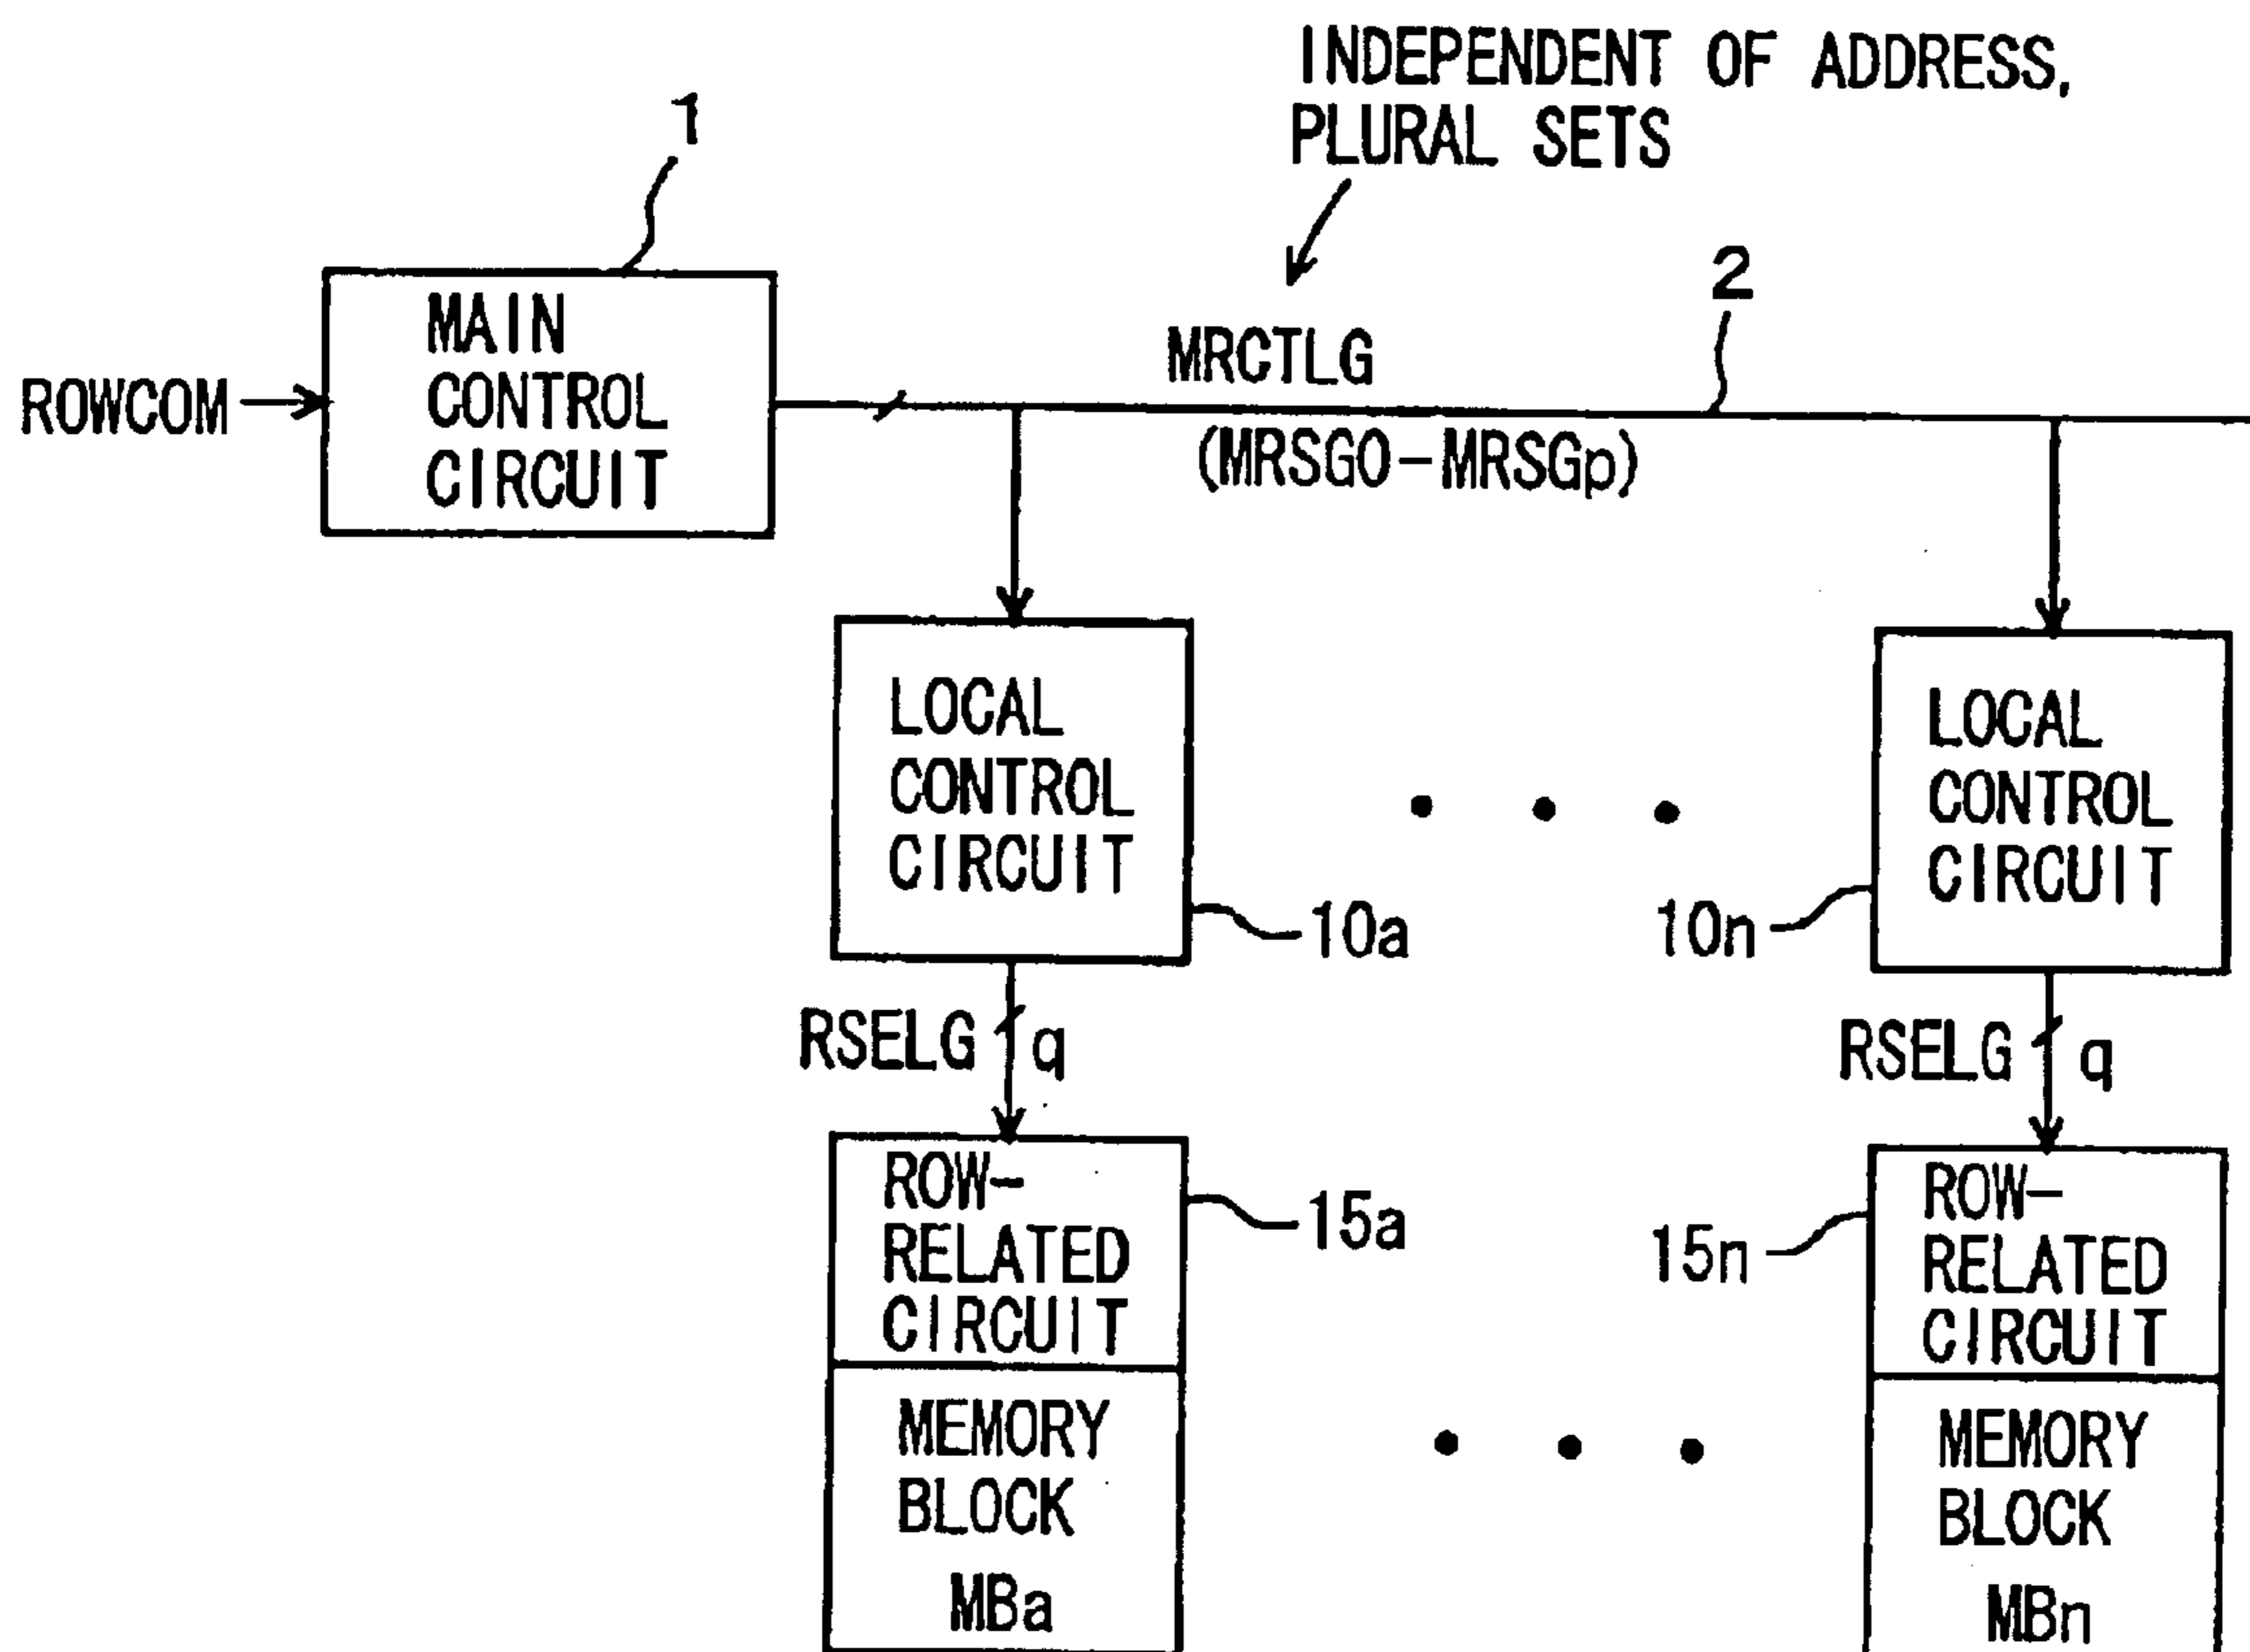 INDEPENDENT OF ADDRESS,
PLURAL SETS
1
2
MAIN
CONTROL
CIRCUIT
ROWCOM
MRCTLG
(MRSG0-MRSGp)
LOCAL
CONTROL
CIRCUIT
10a
LOCAL
CONTROL
CIRCUIT
10n
RSELG q
RSELG q
ROW-
RELATED
CIRCUIT
15a
ROW-
RELATED
CIRCUIT
15n
MEMORY
BLOCK
MBa
MEMORY
BLOCK
MBn